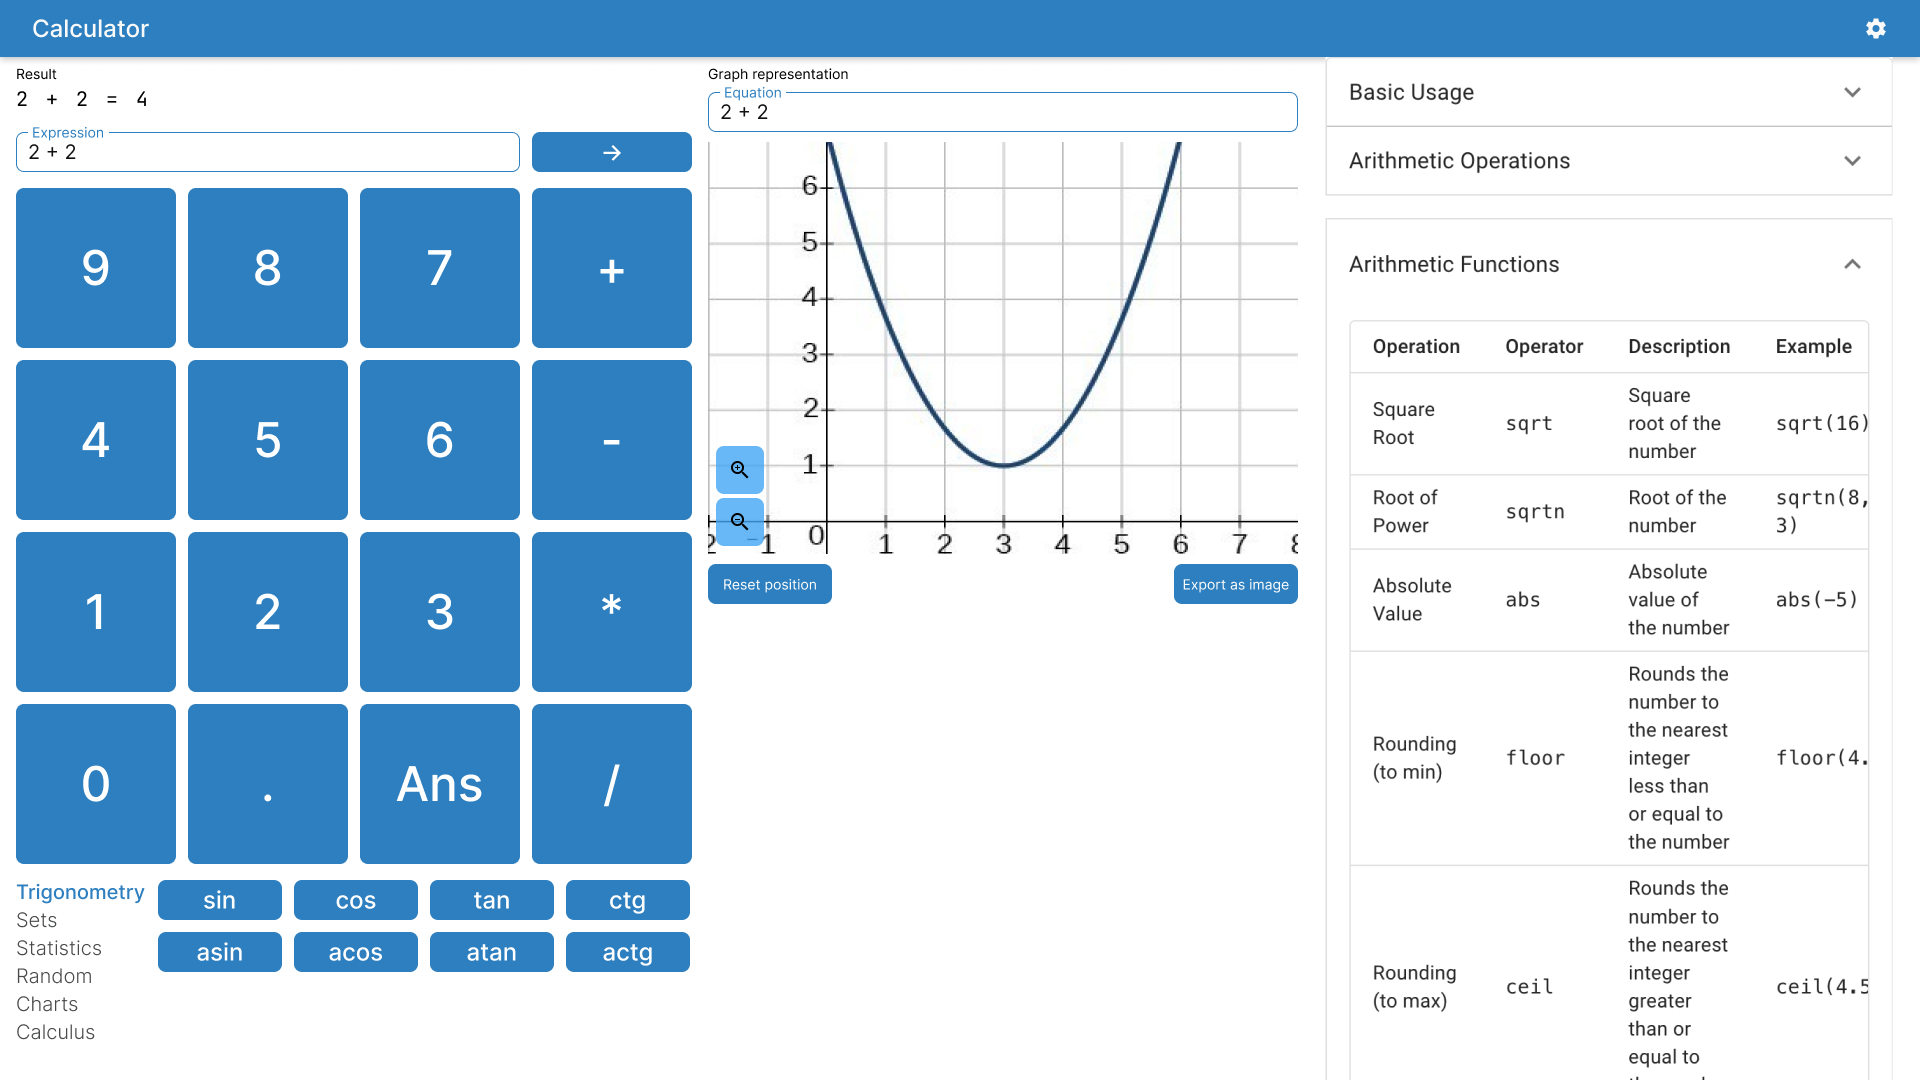 Calculator
Result
2 + 2 = 4
Expression
2 + 2
→
9 8 7 +
4 5 6 -
1 2 3 *
0 . Ans /
Trigonometry
Sets
Statistics
Random
Charts
Calculus
sin cos tan ctg
asin acos atan actg
Graph representation
Equation
2 + 2
6
5
4
3
2
1
2 -1 0 1 2 3 4 5 6 7
Reset position
Export as image
Basic Usage
Arithmetic Operations
Arithmetic Functions
Operation Operator Description Example
Square
Root
sqrt
Square
root of the
number
sqrt(16)
Root of
Power
sqrtn
Root of the
number
sqrtn(8,
3)
Absolute
Value
abs
Absolute
value of
the number
abs(-5)
Rounding
(to min)
floor
Rounds the
number to
the nearest
integer
less than
or equal to
the number
floor(4.
Rounding
(to max)
ceil
Rounds the
number to
the nearest
integer
greater
than or
equal to
ceil(4.5